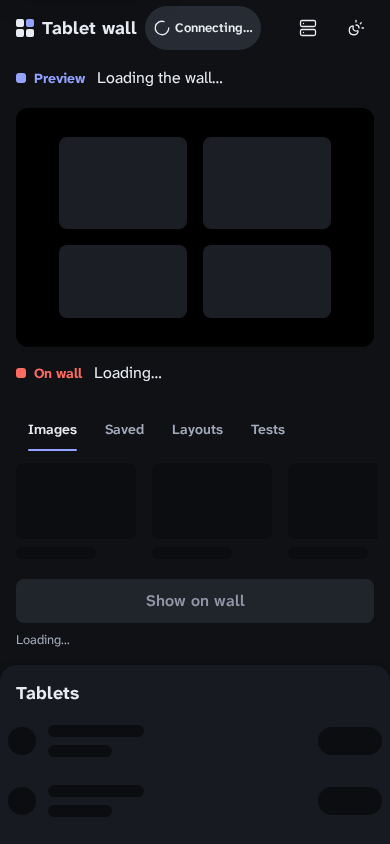 Tablet wall
Connecting...
Preview Loading the wall...
On wall Loading...
Images Saved Layouts Tests
Show on wall
Loading...
Tablets